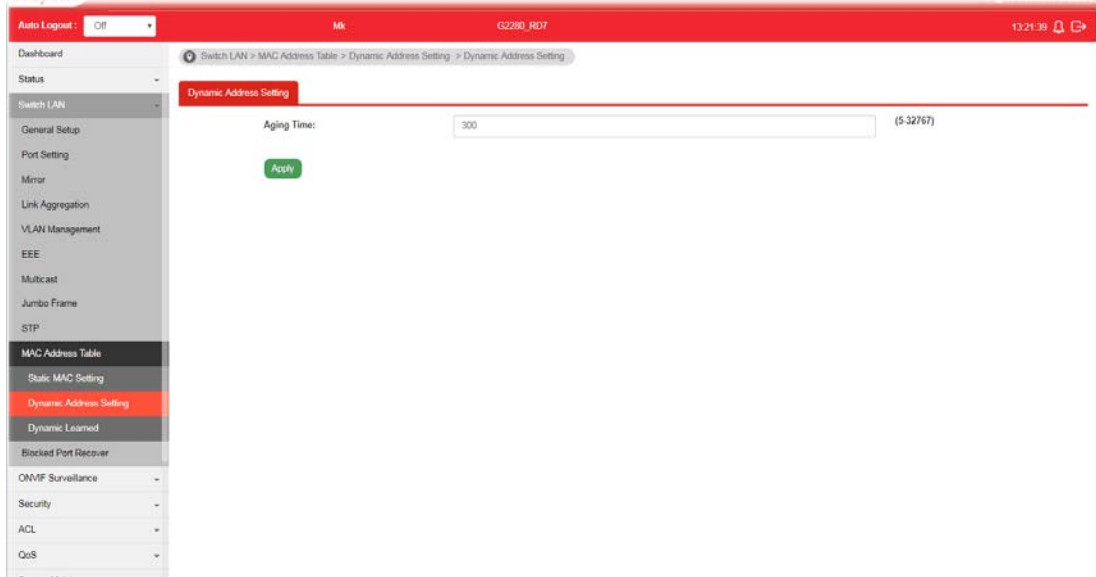 Auto Logout : Off Mk G2280_RD7 13:21:39
Dashboard
Switch LAN > MAC Address Table > Dynamic Address Setting > Dynamic Address Setting
Status
Dynamic Address Setting
Switch LAN
Aging Time: 300 (5-32767)
General Setup
Port Setting
Apply
Mirror
Link Aggregation
VLAN Management
EEE
Multicast
Jumbo Frame
STP
MAC Address Table
Static MAC Setting
Dynamic Address Setting
Dynamic Learned
Blocked Port Recover
ONVIF Surveillance
Security
ACL
QoS